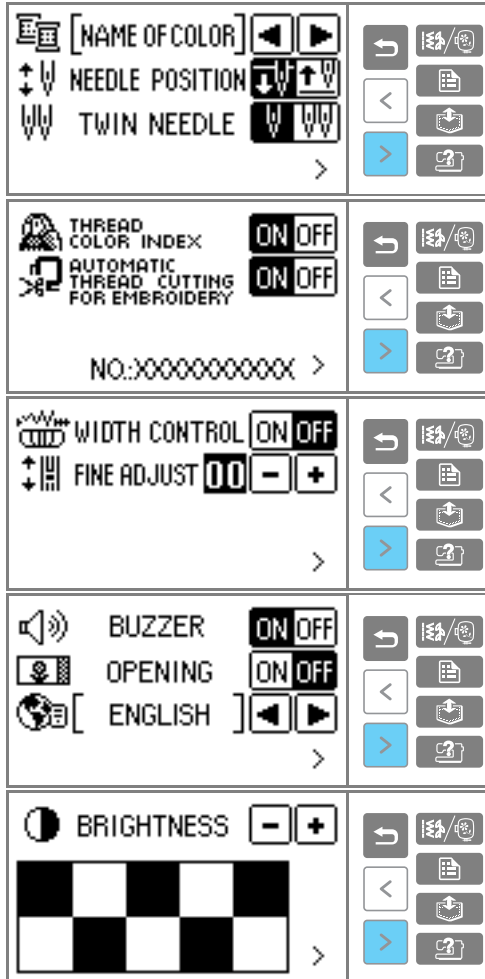 [NAME OF COLOR]
NEEDLE POSITION
TWIN NEEDLE
>
<
>
THREAD
COLOR INDEX ON OFF
AUTOMATIC
THREAD CUTTING ON OFF
FOR EMBROIDERY
NO.:XXXXXXXXXXX >
<
>
WIDTH CONTROL ON OFF
FINE ADJUST 00 - +
>
<
>
BUZZER ON OFF
OPENING ON OFF
[ ENGLISH ]
>
<
>
BRIGHTNESS - +
>
<
>